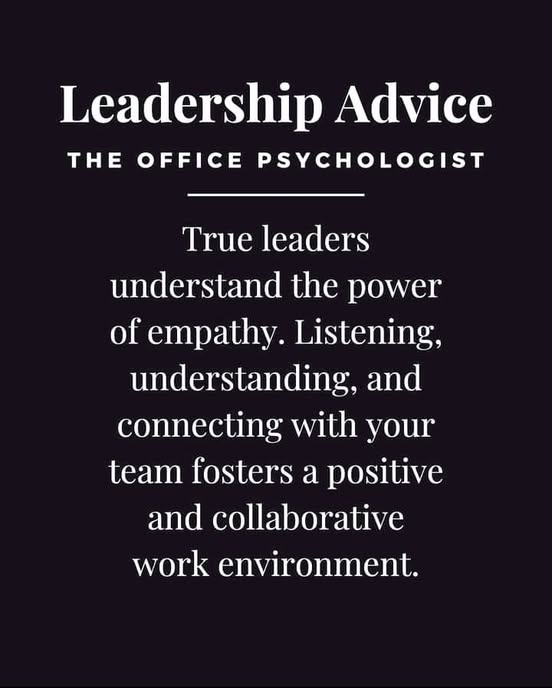 Leadership Advice
THE OFFICE PSYCHOLOGIST
True leaders
understand the power
of empathy. Listening,
understanding, and
connecting with your
team fosters a positive
and collaborative
work environment.